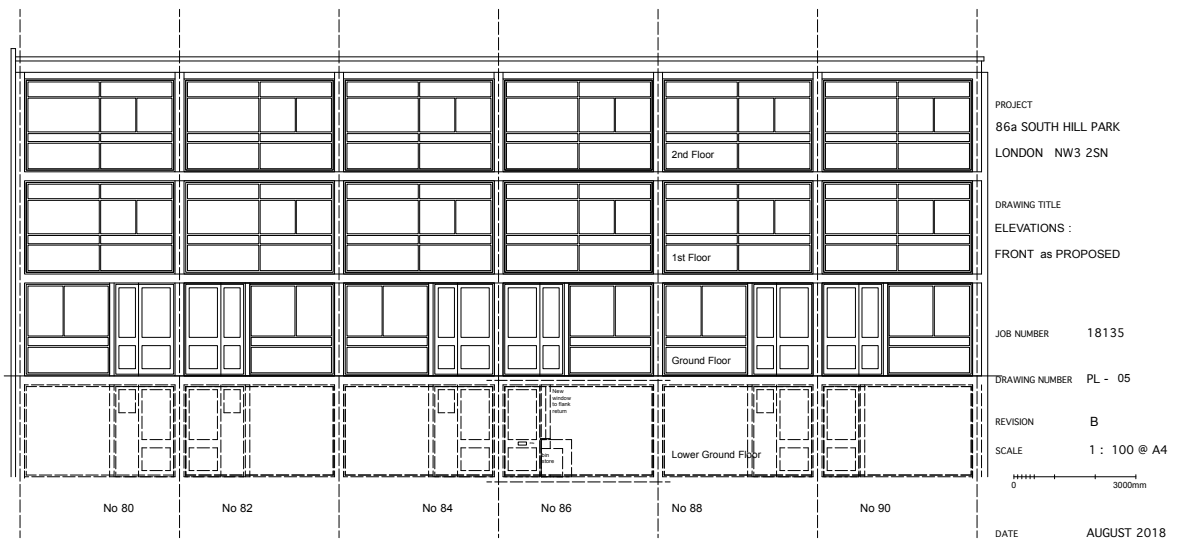 PROJECT
86a SOUTH HILL PARK
LONDON NW3 2SN
2nd Floor
DRAWING TITLE
ELEVATIONS :
FRONT as PROPOSED
1st Floor
JOB NUMBER 18135
Ground Floor
DRAWING NUMBER PL - 05
New
window
to flank
return
REVISION B
SCALE 1 : 100 @ A4
Lower Ground Floor
bin
store
0 3000mm
No 80 No 82 No 84 No 86 No 88 No 90
DATE AUGUST 2018